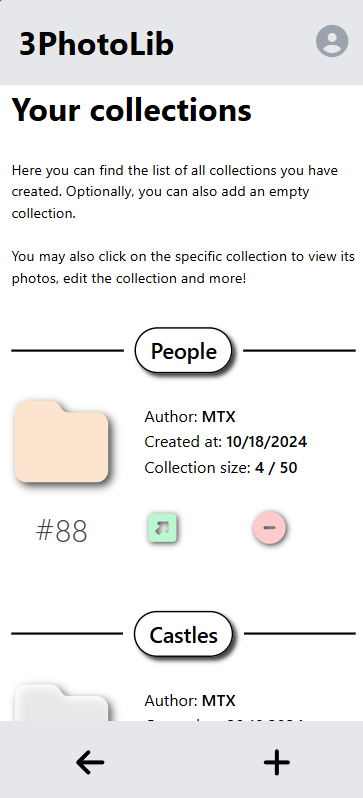 3PhotoLib
Your collections
Here you can find the list of all collections you have
created. Optionally, you can also add an empty
collection.
You may also click on the specific collection to view its
photos, edit the collection and more!
People
Author: MTX
Created at: 10/18/2024
Collection size: 4 / 50
#88
Castles
Author: MTX